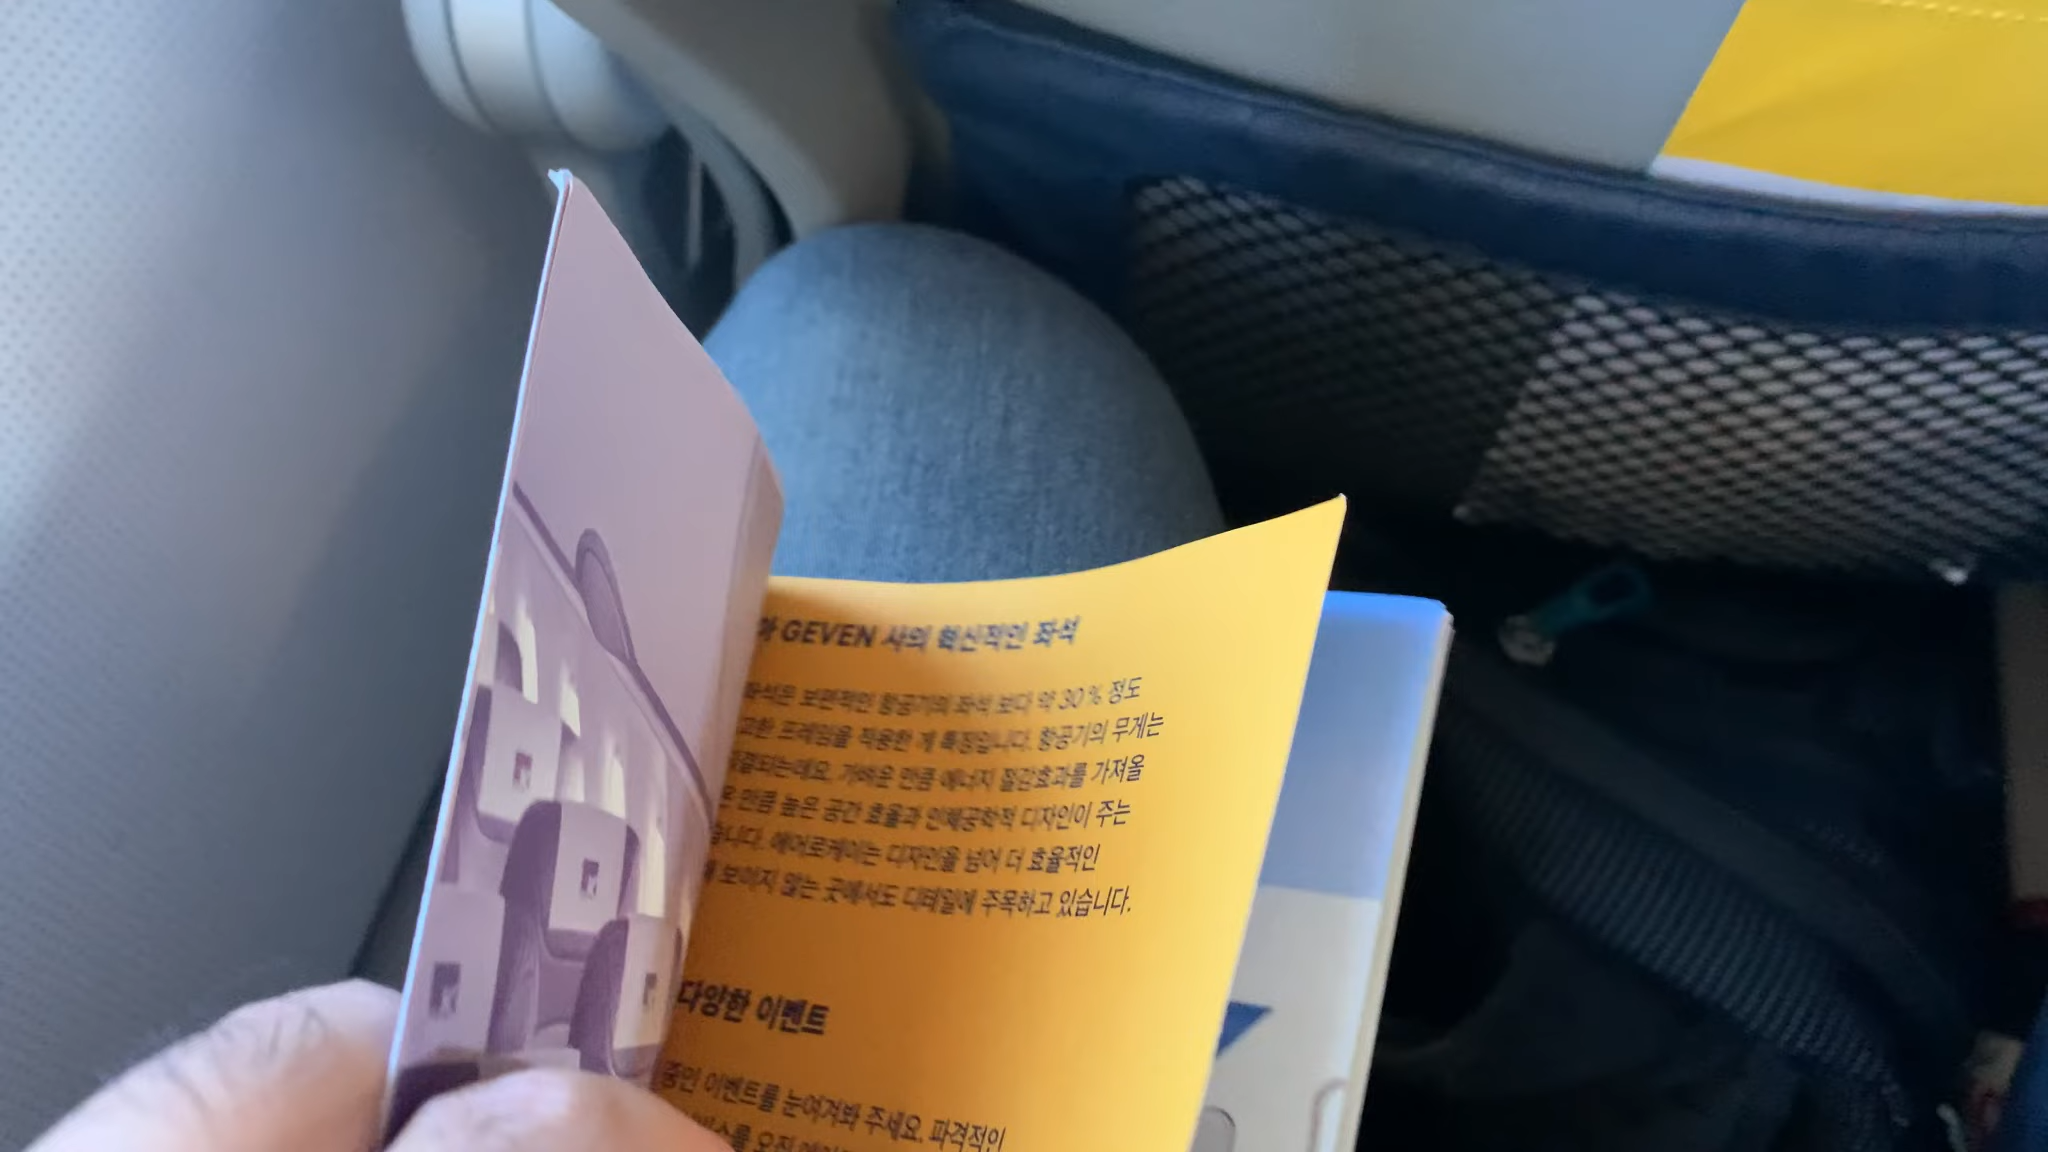 GEVEN 사의 혁신적인 좌석
좌석은 보편적인 항공기의 좌석 보다 약 30% 정도
프레임을 적용한 게 특징입니다. 항공기의 무게는
가벼운 만큼 에너지 절감효과를 가져올
만큼 높은 공간 효율과 인체공학적 디자인이 주는
에어로케이는 디자인을 넘어 더 효율적인
보이지 않는 곳에서도 디테일에 주목하고 있습니다.
다양한 이벤트
이벤트를 눈여겨봐 주세요. 파격적인